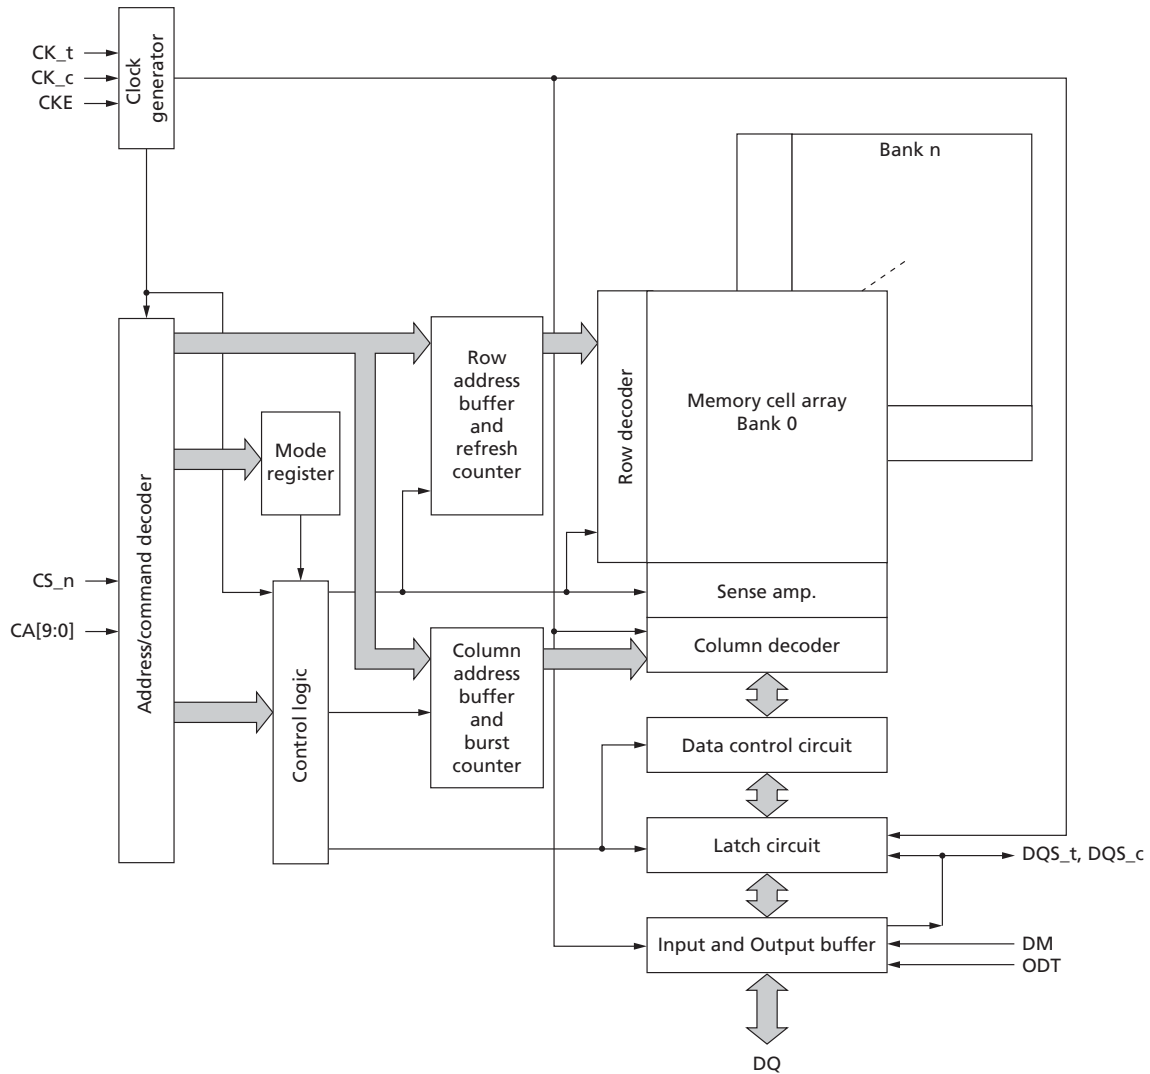 CK_t
CK_c
CKE
Clock
generator
Bank n
Row
address
buffer
and
refresh
counter
Row decoder
Memory cell array
Bank 0
Mode
register
Address/command decoder
CS_n
CA[9:0]
Control logic
Sense amp.
Column decoder
Column
address
buffer
and
burst
counter
Data control circuit
Latch circuit
DQS_t, DQS_c
Input and Output buffer
DM
ODT
DQ